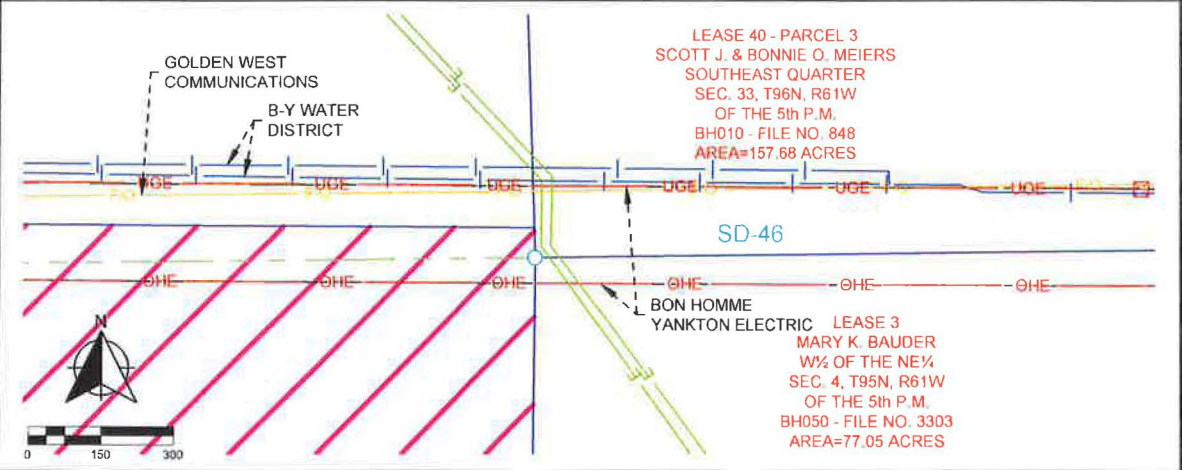 LEASE 40 - PARCEL 3
SCOTT J. & BONNIE O. MEIERS
SOUTHEAST QUARTER
SEC. 33, T96N, R61W
OF THE 5th P.M.
BH010 - FILE NO. 848
AREA=157.68 ACRES
GOLDEN WEST
COMMUNICATIONS
B-Y WATER
DISTRICT
UGE UGE UGE UGE UGE UGE
SD-46
OHE OHE OHE OHE OHE OHE
BON HOMME
YANKTON ELECTRIC
LEASE 3
MARY K. BAUDER
W½ OF THE NE¼
SEC. 4, T95N, R61W
OF THE 5th P.M.
BH050 - FILE NO. 3303
AREA=77.05 ACRES
N
0 150 300